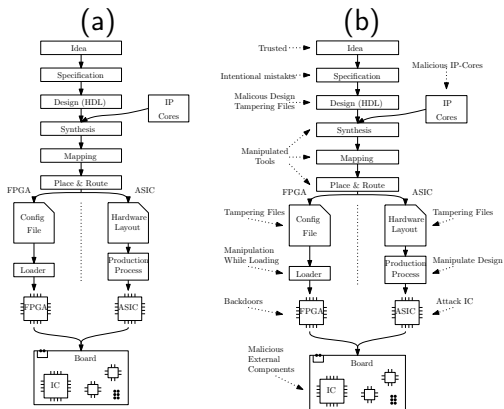 (a)
Idea
Specification
Design (HDL)
IP
Cores
Synthesis
Mapping
Place & Route
FPGA
ASIC
Config
File
Hardware
Layout
Loader
Production
Process
FPGA
ASIC
Board
IC
(b)
Trusted
Idea
Malicious IP-Cores
Intentional mistakes
Specification
Malicous Design
Tampering Files
Design (HDL)
IP
Cores
Synthesis
Manipulated
Tools
Mapping
Place & Route
FPGA
ASIC
Tampering Files
Config
File
Hardware
Layout
Tampering Files
Manipulation
While Loading
Loader
Production
Process
Manipulate Design
Backdoors
FPGA
ASIC
Attack IC
Malicious
External
Components
Board
IC